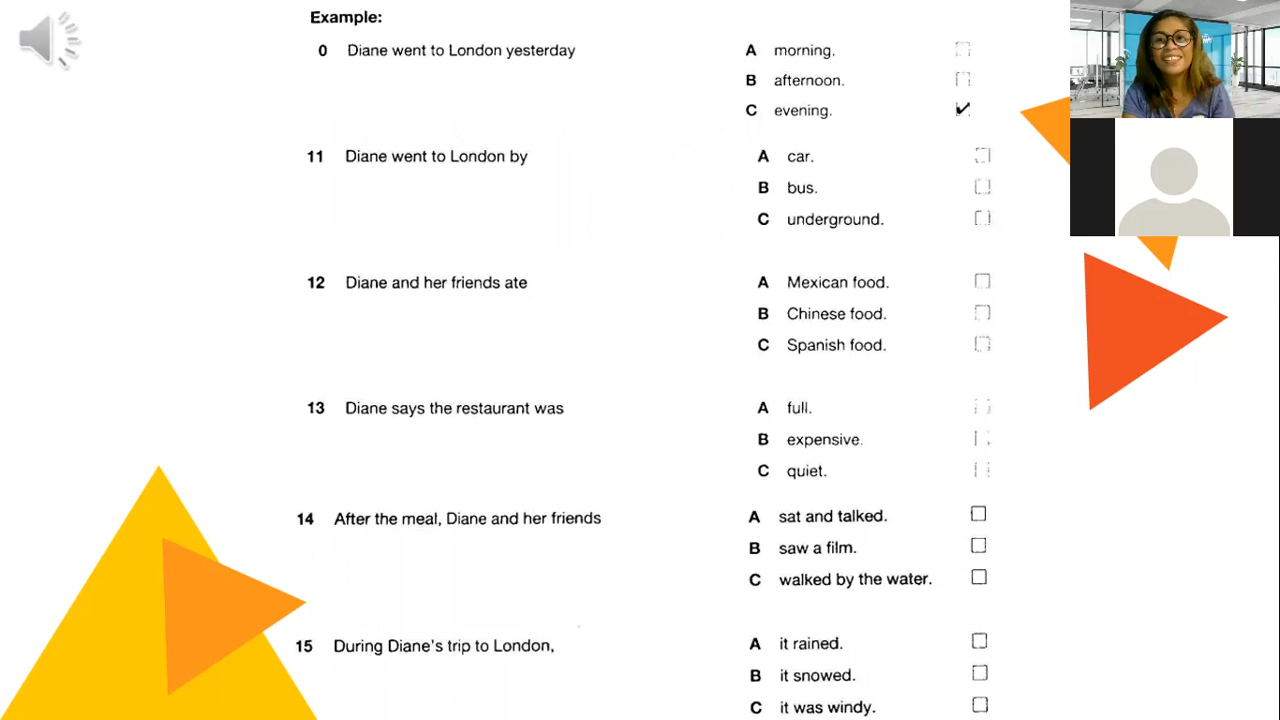 Example:
0 Diane went to London yesterday
A morning.
B afternoon.
C evening.
11 Diane went to London by
A car.
B bus.
C underground.
12 Diane and her friends ate
A Mexican food.
B Chinese food.
C Spanish food.
13 Diane says the restaurant was
A full.
B expensive.
C quiet.
14 After the meal, Diane and her friends
A sat and talked.
B saw a film.
C walked by the water.
15 During Diane's trip to London,
A it rained.
B it snowed.
C it was windy.